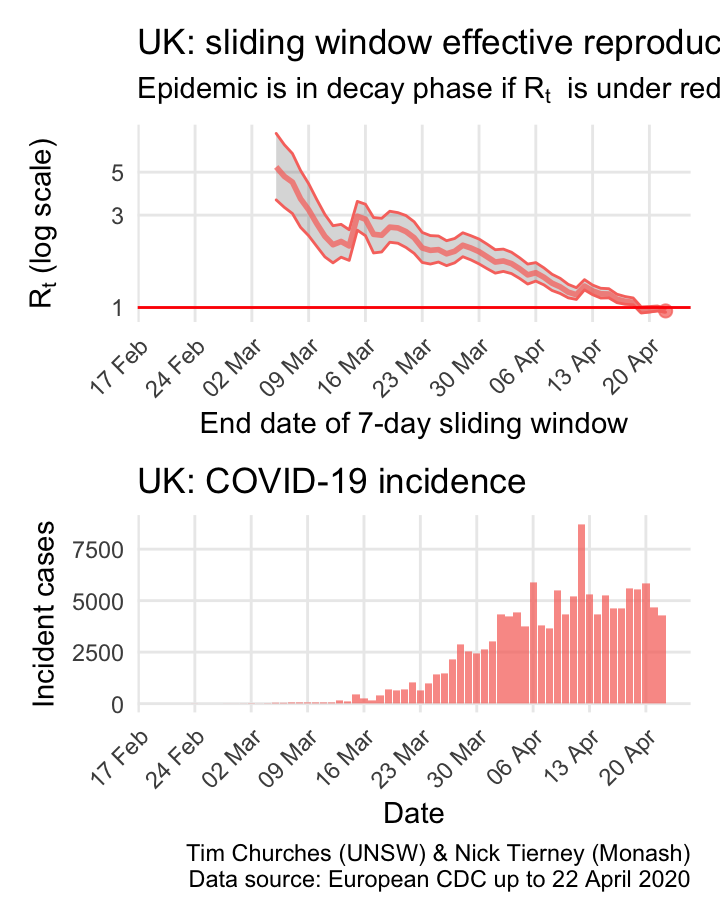 UK: sliding window effective reproduc
Epidemic is in decay phase if Rt is under red
Rt (log scale)
5
3
1
17 Feb
24 Feb
02 Mar
09 Mar
16 Mar
23 Mar
30 Mar
06 Apr
13 Apr
20 Apr
End date of 7-day sliding window
UK: COVID-19 incidence
Incident cases
7500
5000
2500
0
17 Feb
24 Feb
02 Mar
09 Mar
16 Mar
23 Mar
30 Mar
06 Apr
13 Apr
20 Apr
Date
Tim Churches (UNSW) & Nick Tierney (Monash)
Data source: European CDC up to 22 April 2020